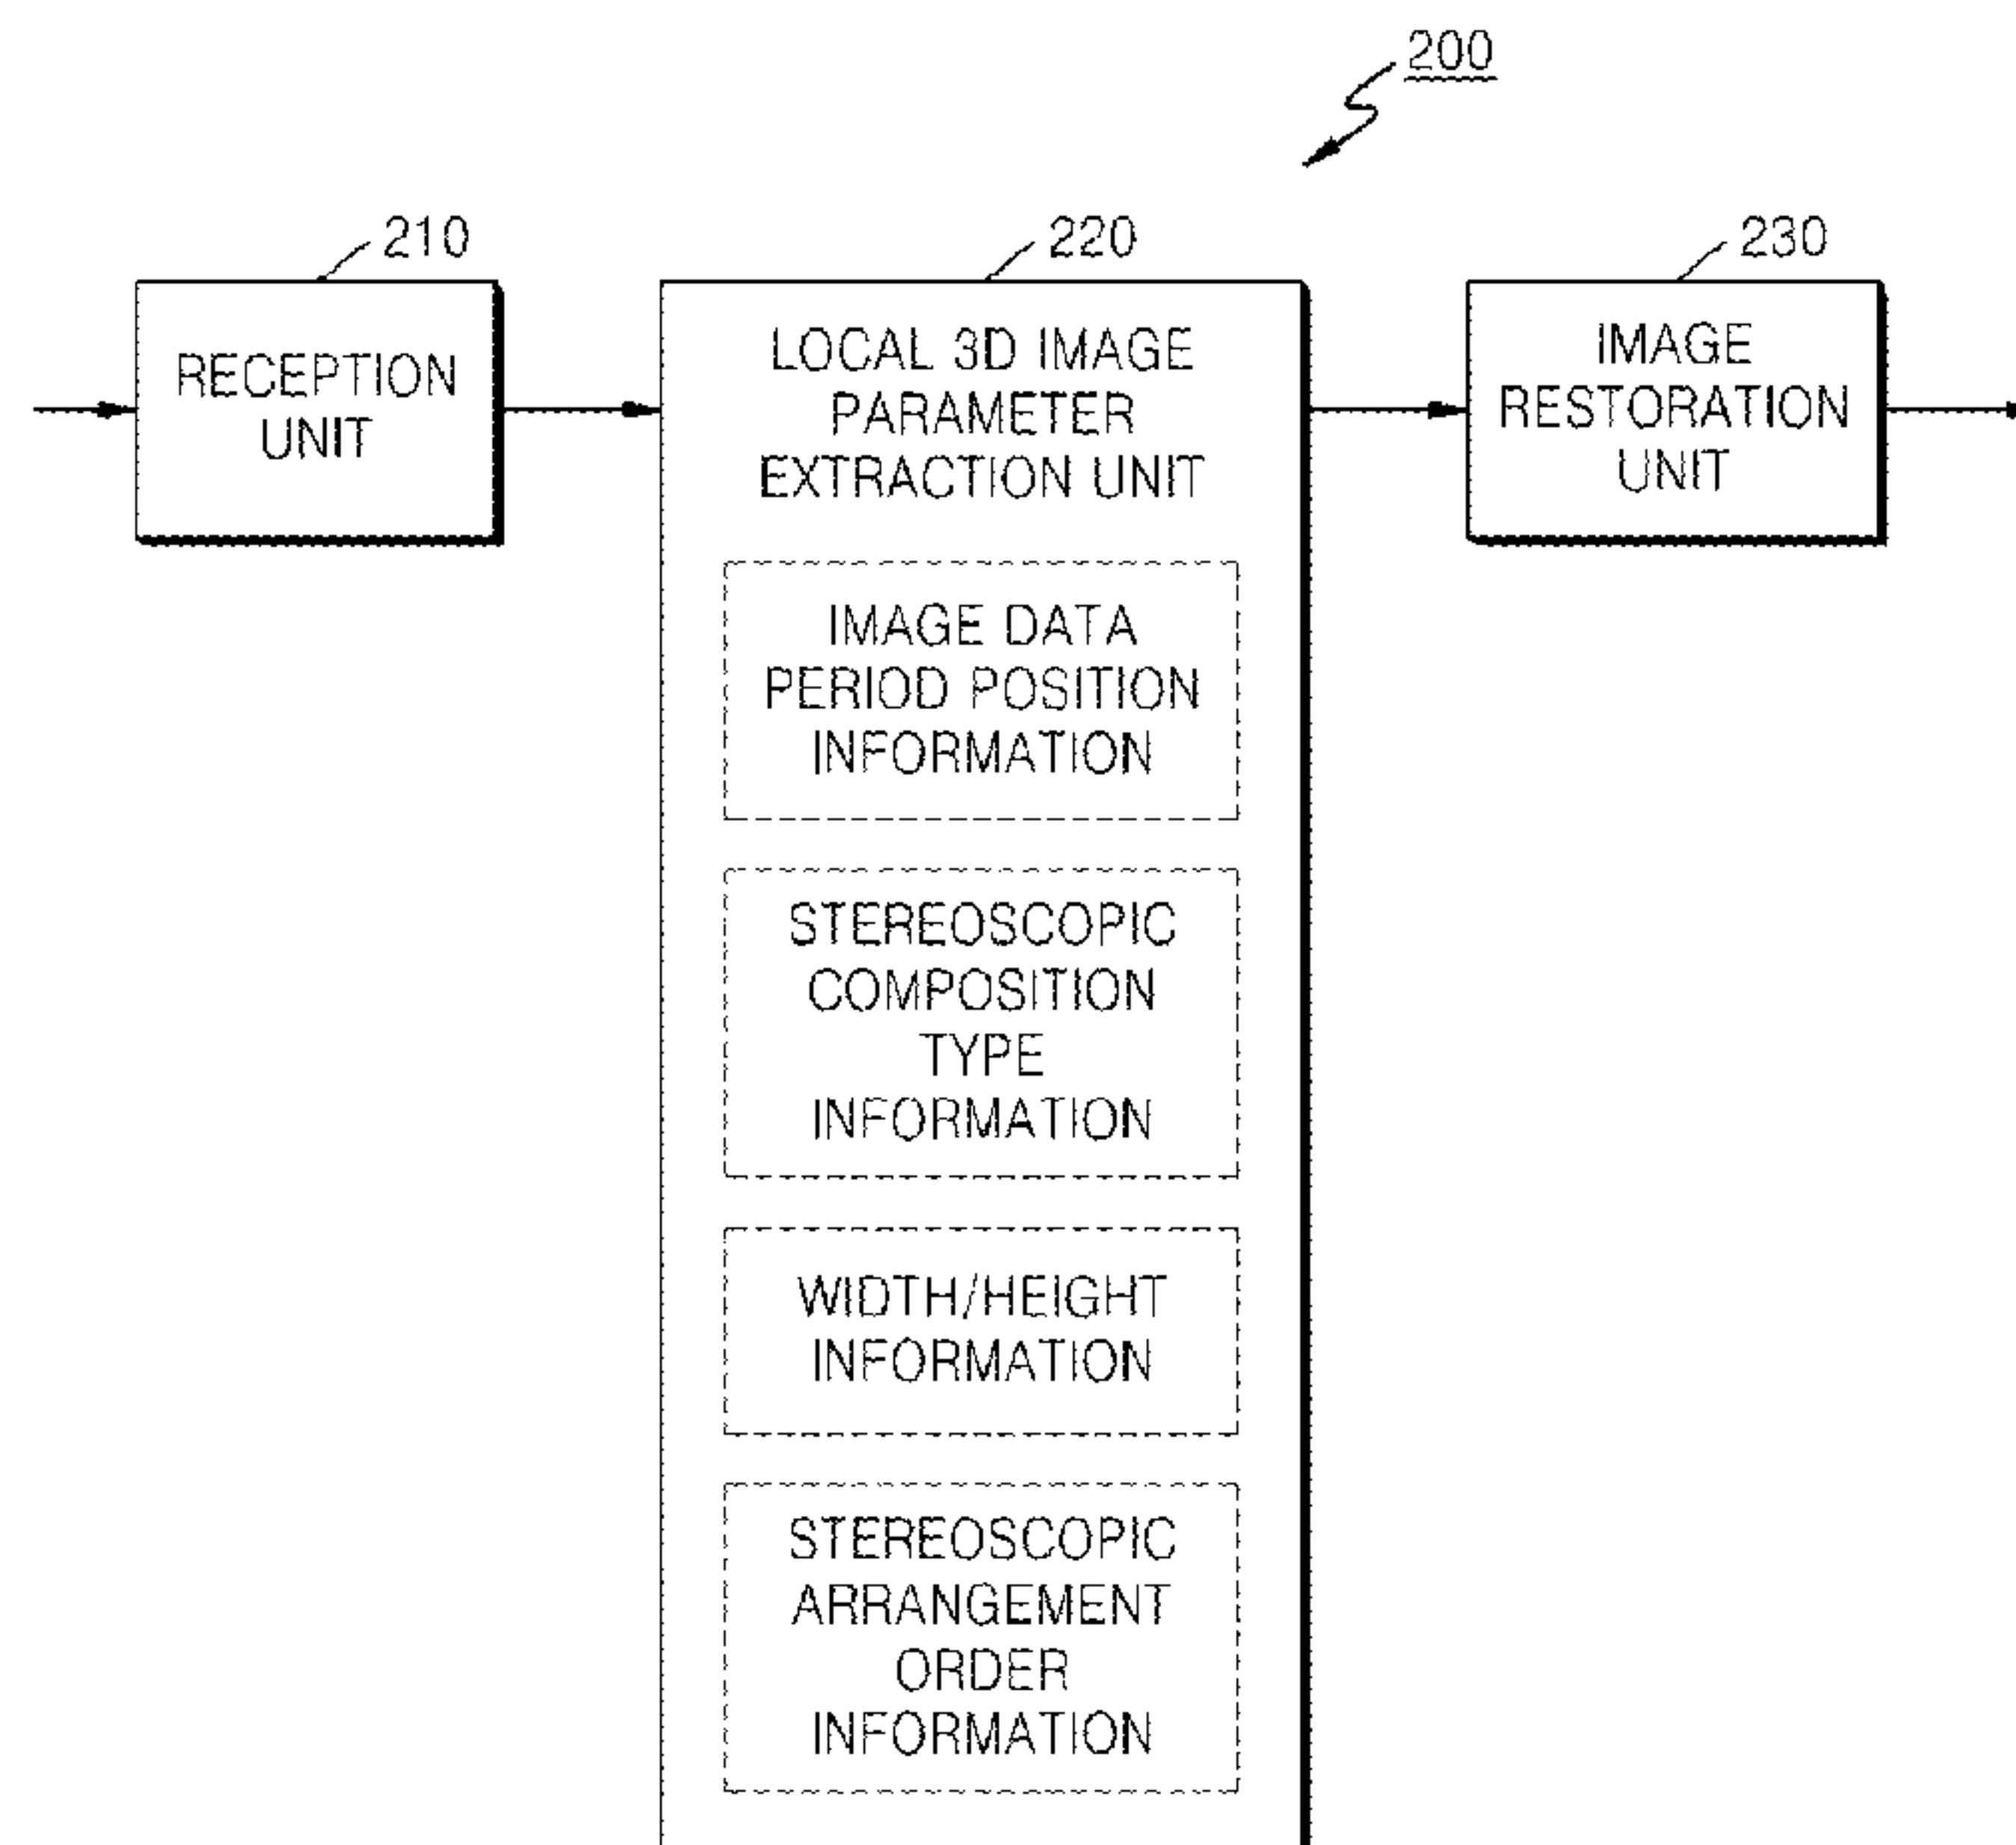 200
210
220
230
RECEPTION
UNIT
LOCAL 3D IMAGE
PARAMETER
EXTRACTION UNIT
IMAGE
RESTORATION
UNIT
IMAGE DATA
PERIOD POSITION
INFORMATION
STEREOSCOPIC
COMPOSITION
TYPE
INFORMATION
WIDTH/HEIGHT
INFORMATION
STEREOSCOPIC
ARRANGEMENT
ORDER
INFORMATION